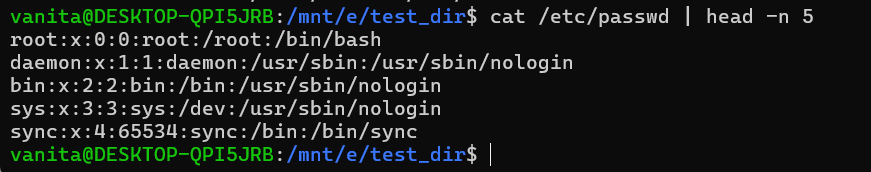 vanita@DESKTOP-QPI5JRB:/mnt/e/test_dir$ cat /etc/passwd | head -n 5
root:x:0:0:root:/root:/bin/bash
daemon:x:1:1:daemon:/usr/sbin:/usr/sbin/nologin
bin:x:2:2:bin:/bin:/usr/sbin/nologin
sys:x:3:3:sys:/dev:/usr/sbin/nologin
sync:x:4:65534:sync:/bin:/bin/sync
vanita@DESKTOP-QPI5JRB:/mnt/e/test_dir$